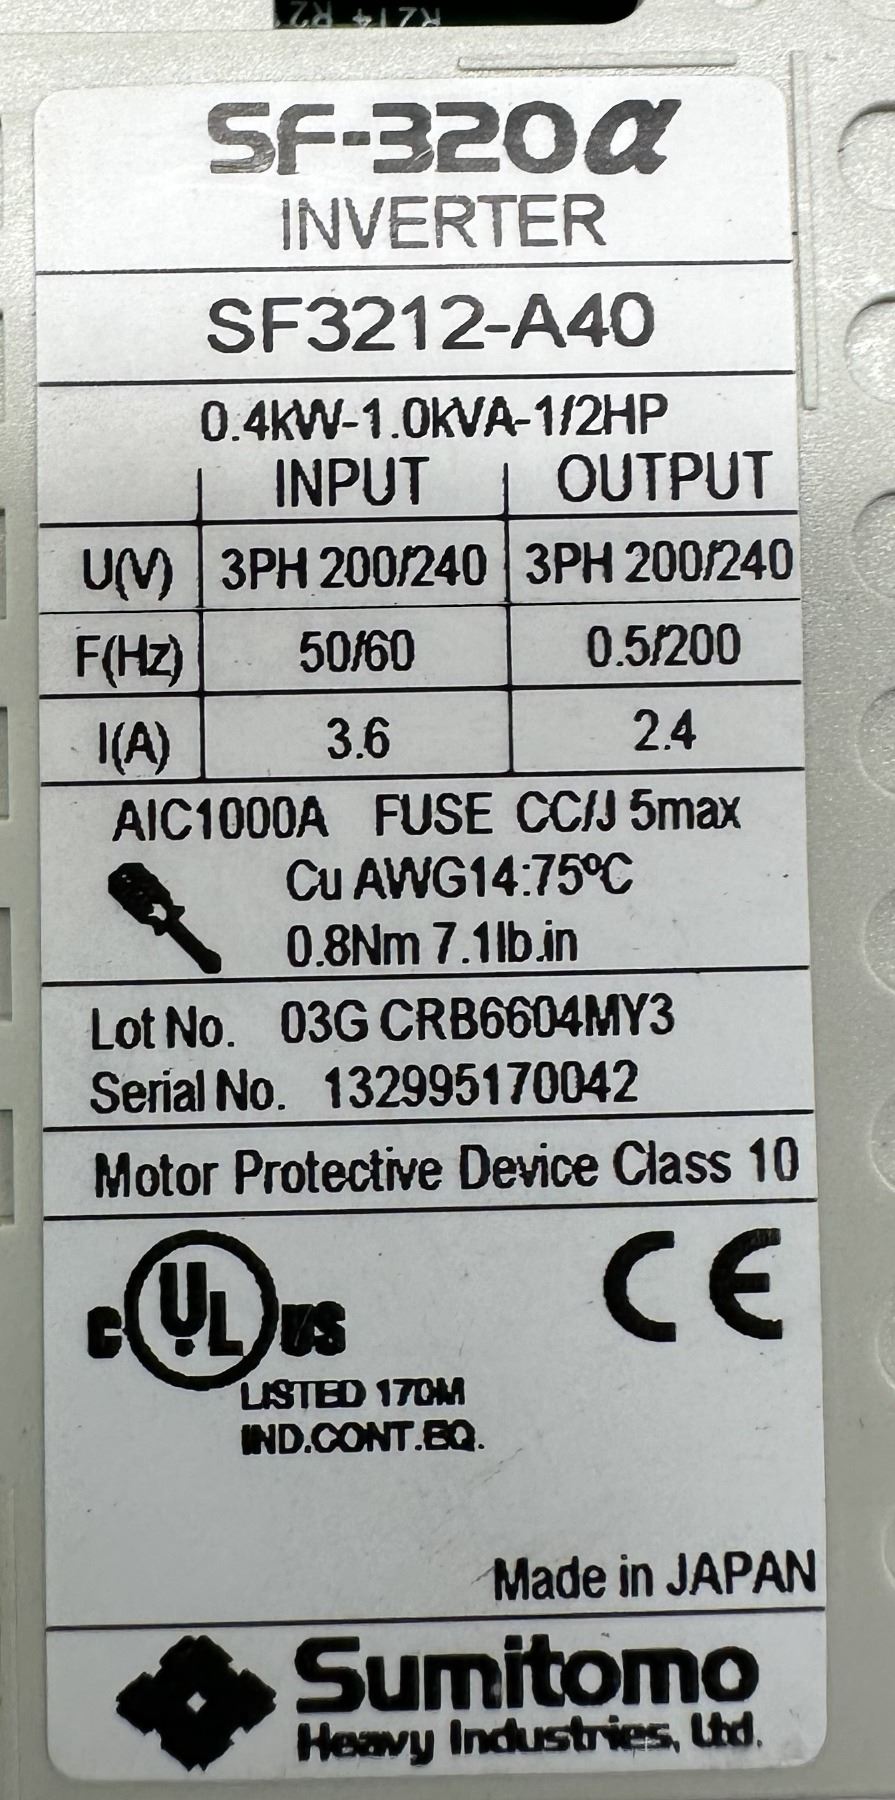 R214 R2
SF-320α
INVERTER
SF3212-A40
0.4kW-1.0kVA-1/2HP
INPUT OUTPUT
U(V) 3PH 200/240 3PH 200/240
F(Hz) 50/60 0.5/200
I(A) 3.6 2.4
AIC1000A FUSE CC/J 5max
Cu AWG14:75ºC
0.8Nm 7.1lb.in
Lot No. 03G CRB6604MY3
Serial No. 132995170042
Motor Protective Device Class 10
C UL US CE
LISTED 170M
IND.CONT.EQ.
Made in JAPAN
Sumitomo
Heavy Industries, Ltd.